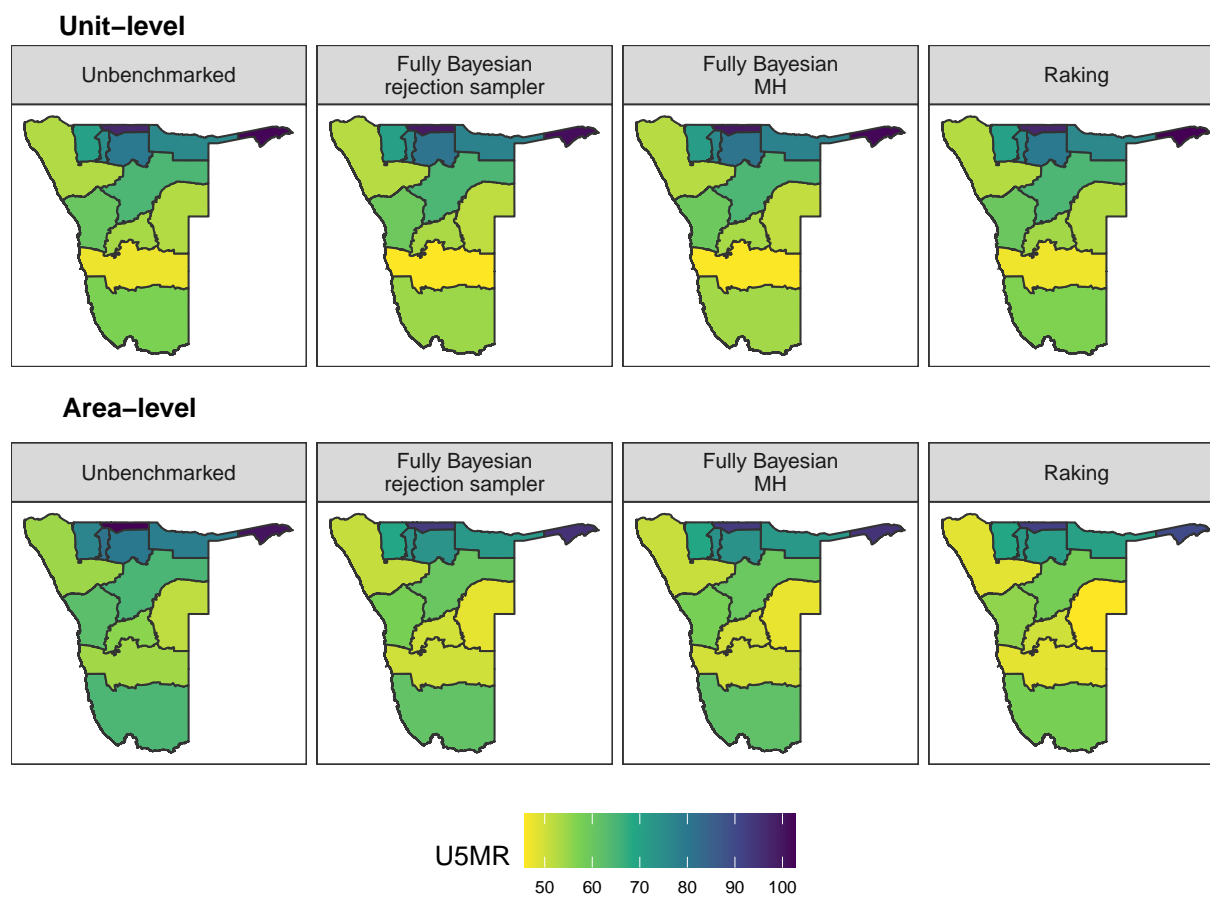 Unit−level
Unbenchmarked
Fully Bayesian
rejection sampler
Fully Bayesian
MH
Raking
Area−level
Unbenchmarked
Fully Bayesian
rejection sampler
Fully Bayesian
MH
Raking
U5MR
50 60 70 80 90 100